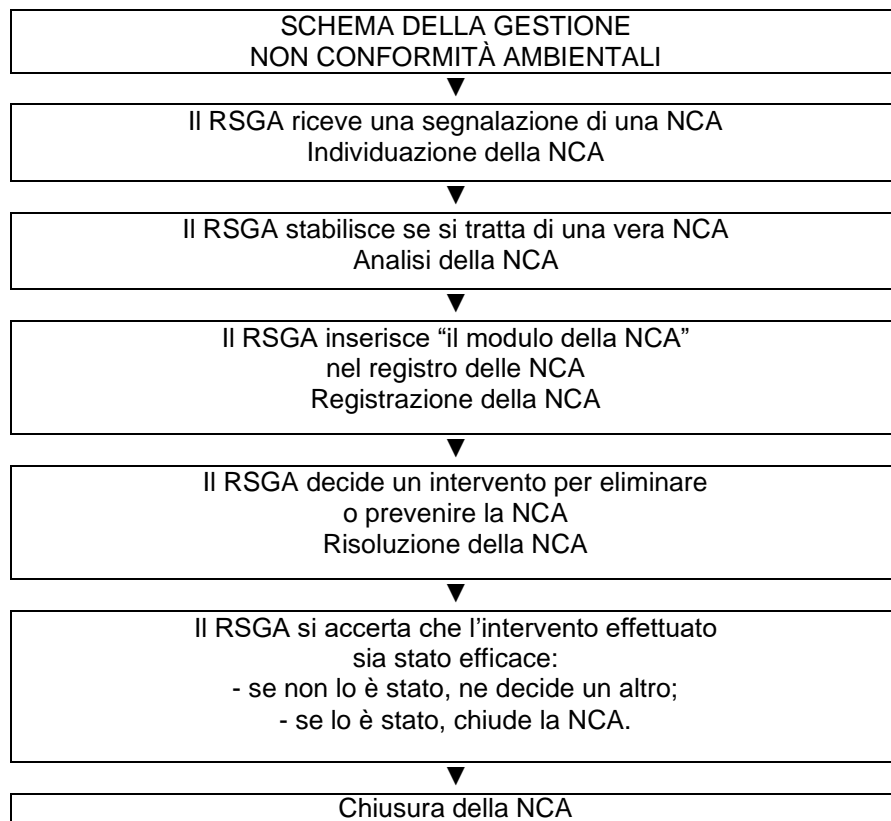 SCHEMA DELLA GESTIONE
NON CONFORMITÀ AMBIENTALI
▼
Il RSGA riceve una segnalazione di una NCA
Individuazione della NCA
▼
Il RSGA stabilisce se si tratta di una vera NCA
Analisi della NCA
▼
Il RSGA inserisce “il modulo della NCA”
nel registro delle NCA
Registrazione della NCA
▼
Il RSGA decide un intervento per eliminare
o prevenire la NCA
Risoluzione della NCA
▼
Il RSGA si accerta che l’intervento effettuato
sia stato efficace:
- se non lo è stato, ne decide un altro;
- se lo è stato, chiude la NCA.
▼
Chiusura della NCA